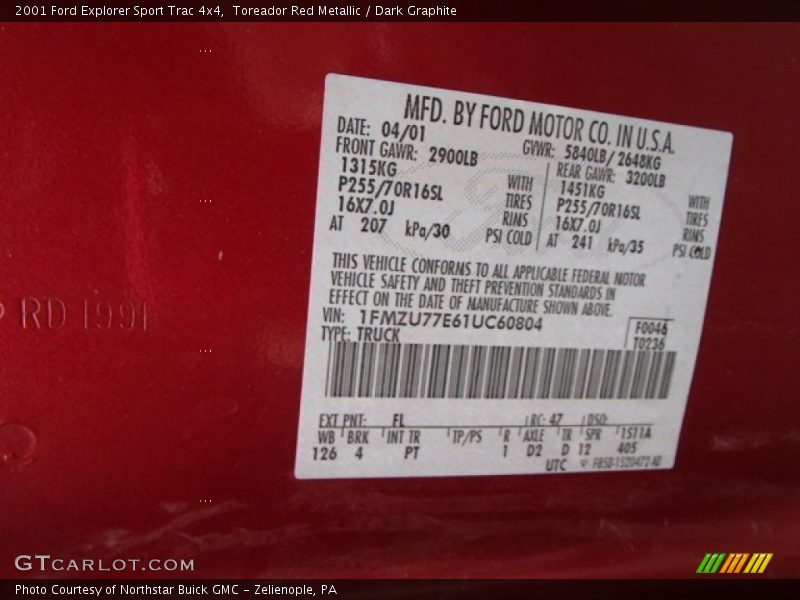 2001 Ford Explorer Sport Trac 4x4,  Toreador Red Metallic / Dark Graphite
MFD. BY FORD MOTOR CO. IN U.S.A.
DATE: 04/01 GVWR: 5840LB/2648KG
FRONT GAWR: 2900LB REAR GAWR: 3200LB
1315KG WITH 1451KG WITH
P255/70R16SL TIRES P255/70R16SL TIRES
16X7.0J RIMS 16X7.0J RIMS
AT 207 kPa/30 PSI COLD AT 241 kPa/35 PSI COLD
THIS VEHICLE CONFORMS TO ALL APPLICABLE FEDERAL MOTOR
VEHICLE SAFETY AND THEFT PREVENTION STANDARDS IN
EFFECT ON THE DATE OF MANUFACTURE SHOWN ABOVE.
VIN: 1FMZU77E61UC60804 F0046
TYPE: TRUCK T0236
RD 1991
EXT PNT: FL RC: 47 DSO:
WB BRK INT TR TP/PS R AXLE TR SPR 1S11A
126 4 PT 1 D2 D 12 405
UTC
GTCARLOT.COM
Photo Courtesy of Northstar Buick GMC - Zelienople, PA